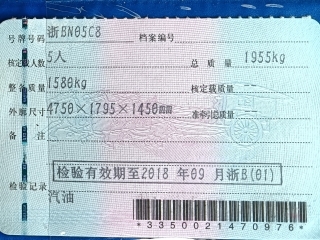 号牌号码 浙BN05C8 档案编号
核定载人数 5人 总质量 1955kg
整备质量 1580kg 核定载质量 --
外廓尺寸 4750×1795×1450mm 准牵引总质量 --
备注
检验有效期至2018 年09 月浙B(01)
检验记录
汽油
*3350021470976*